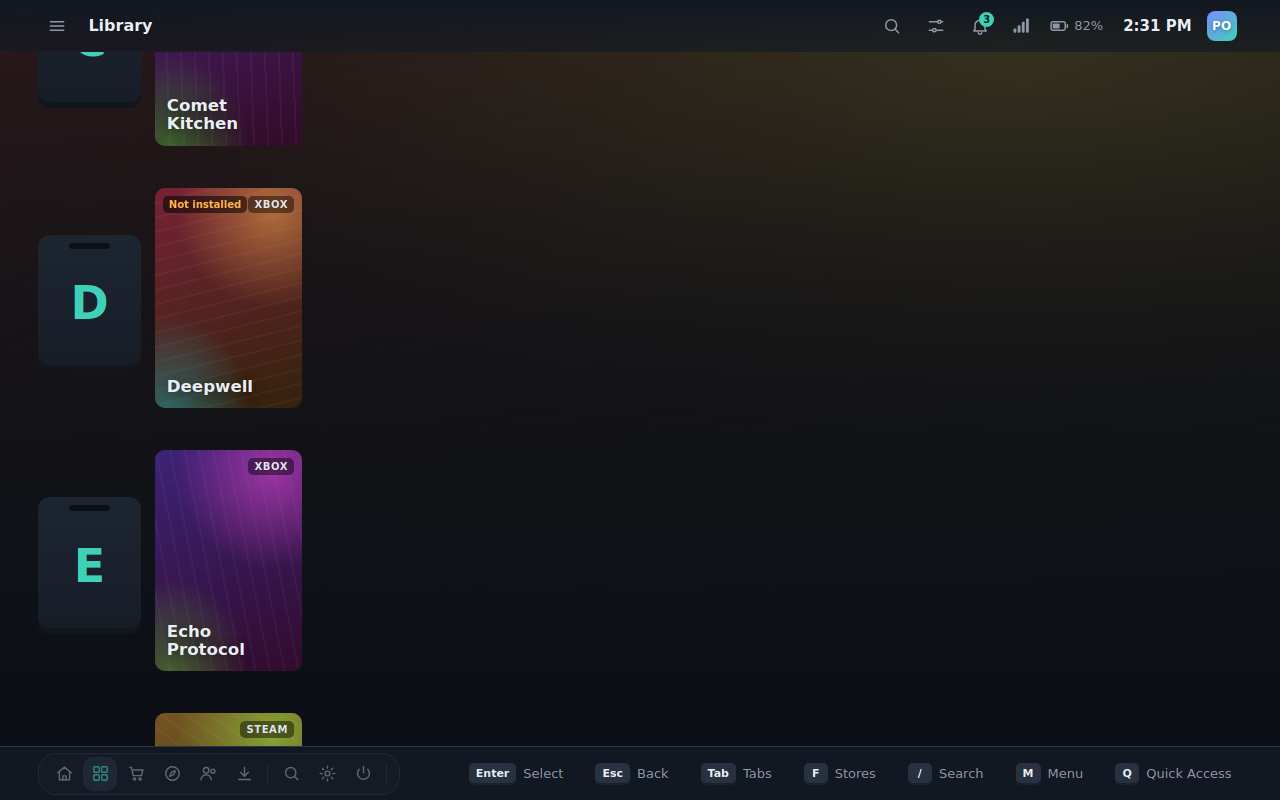 Library
3
82%
2:31 PM
PO
Comet
Kitchen
Not installed
XBOX
D
Deepwell
XBOX
E
Echo
Protocol
STEAM
Enter Select
Esc Back
Tab Tabs
F Stores
/ Search
M Menu
Q Quick Access